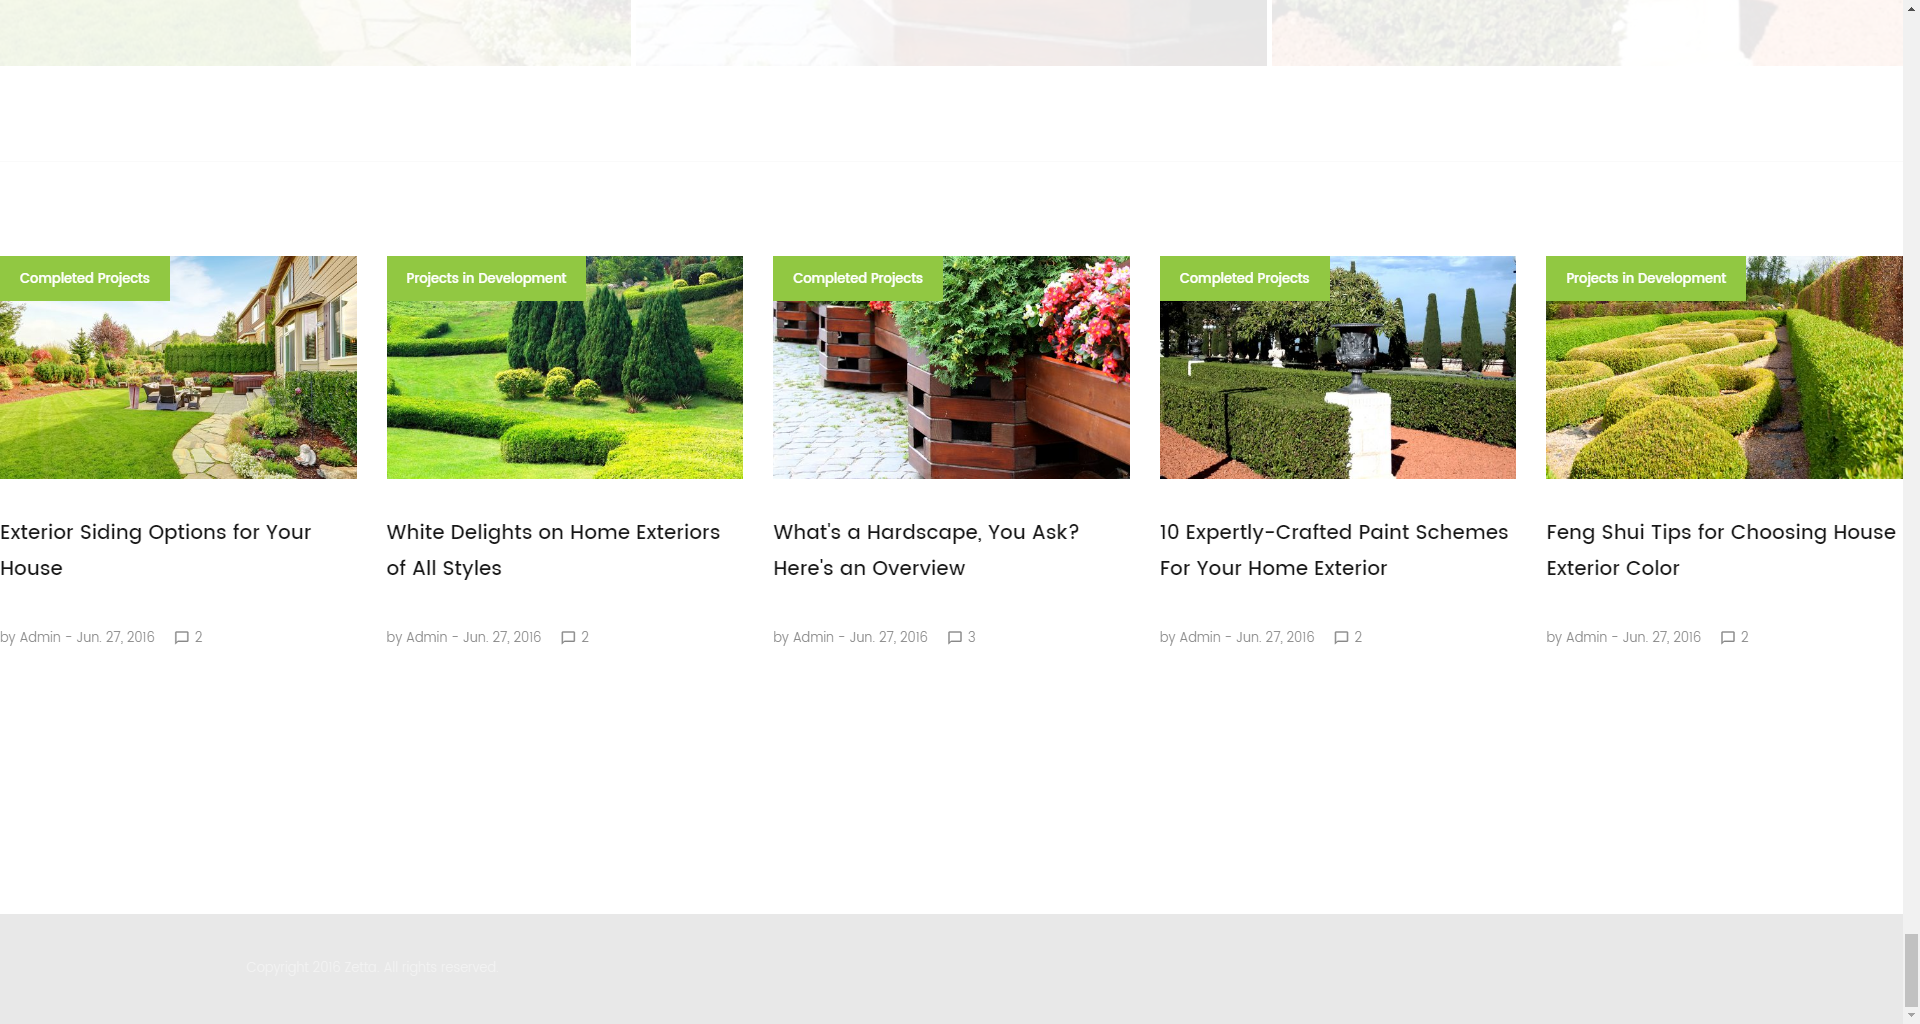 Completed Projects
Projects in Development
Completed Projects
Completed Projects
Projects in Development
Exterior Siding Options for Your
House
White Delights on Home Exteriors
of All Styles
What's a Hardscape, You Ask?
Here's an Overview
10 Expertly-Crafted Paint Schemes
For Your Home Exterior
Feng Shui Tips for Choosing House
Exterior Color
by Admin - Jun. 27, 2016 2
by Admin - Jun. 27, 2016 2
by Admin - Jun. 27, 2016 3
by Admin - Jun. 27, 2016 2
by Admin - Jun. 27, 2016 2
Copyright 2016 Zetta. All rights reserved